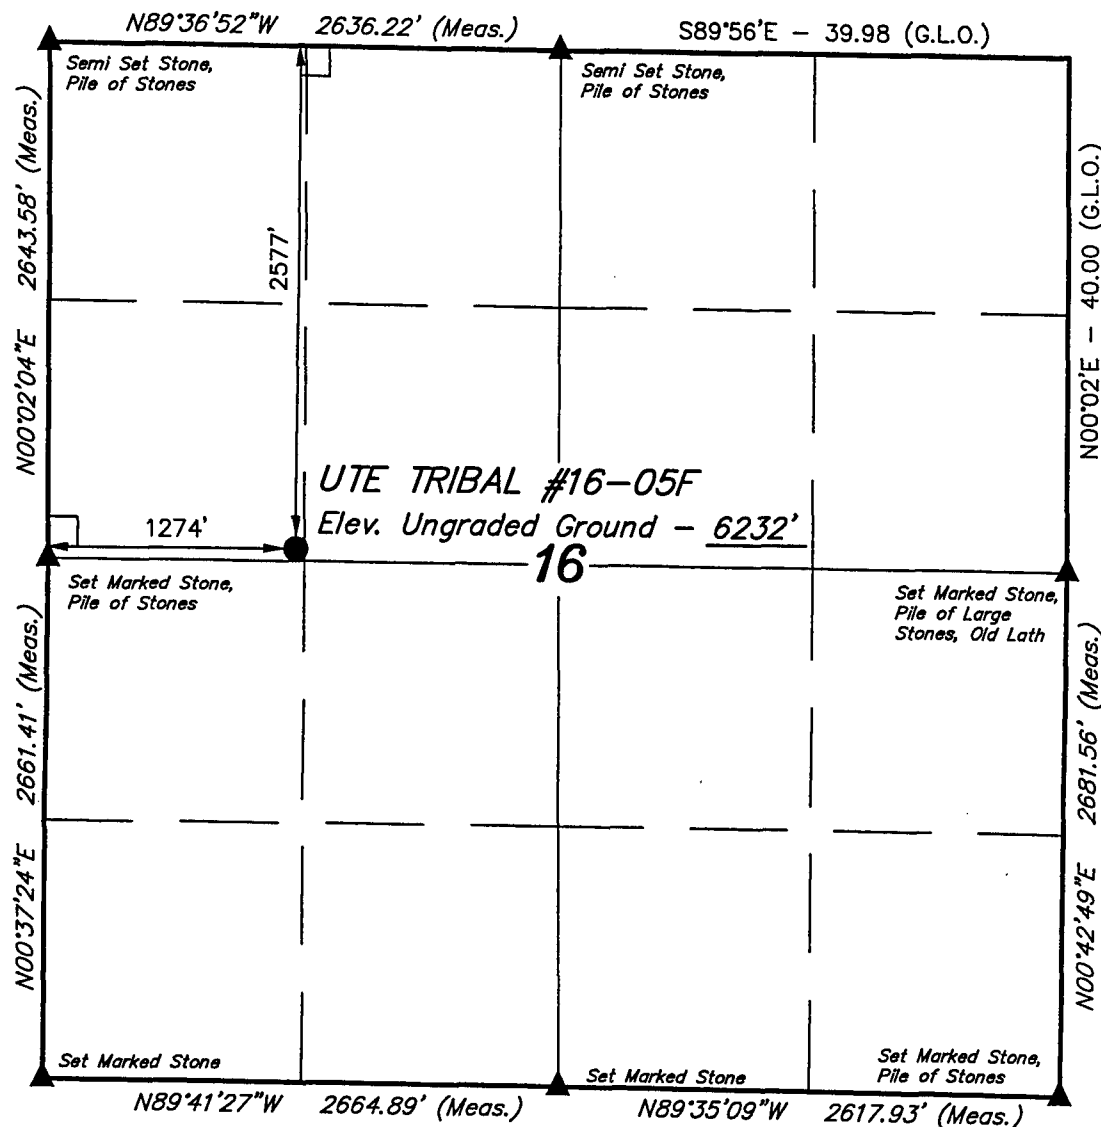 N89°36'52"W 2636.22' (Meas.)
S89°56'E – 39.98 (G.L.O.)
Semi Set Stone,
Pile of Stones
Semi Set Stone,
Pile of Stones
N00°02'04"E 2643.58' (Meas.)
2577'
N00°02'E – 40.00 (G.L.O.)
UTE TRIBAL #16-05F
Elev. Ungraded Ground – 6232'
1274'
16
Set Marked Stone,
Pile of Stones
Set Marked Stone,
Pile of Large
Stones, Old Lath
N00°37'24"E 2661.41' (Meas.)
N00°42'49"E 2681.56' (Meas.)
Set Marked Stone
Set Marked Stone
Set Marked Stone,
Pile of Stones
N89°41'27"W 2664.89' (Meas.)
N89°35'09"W 2617.93' (Meas.)